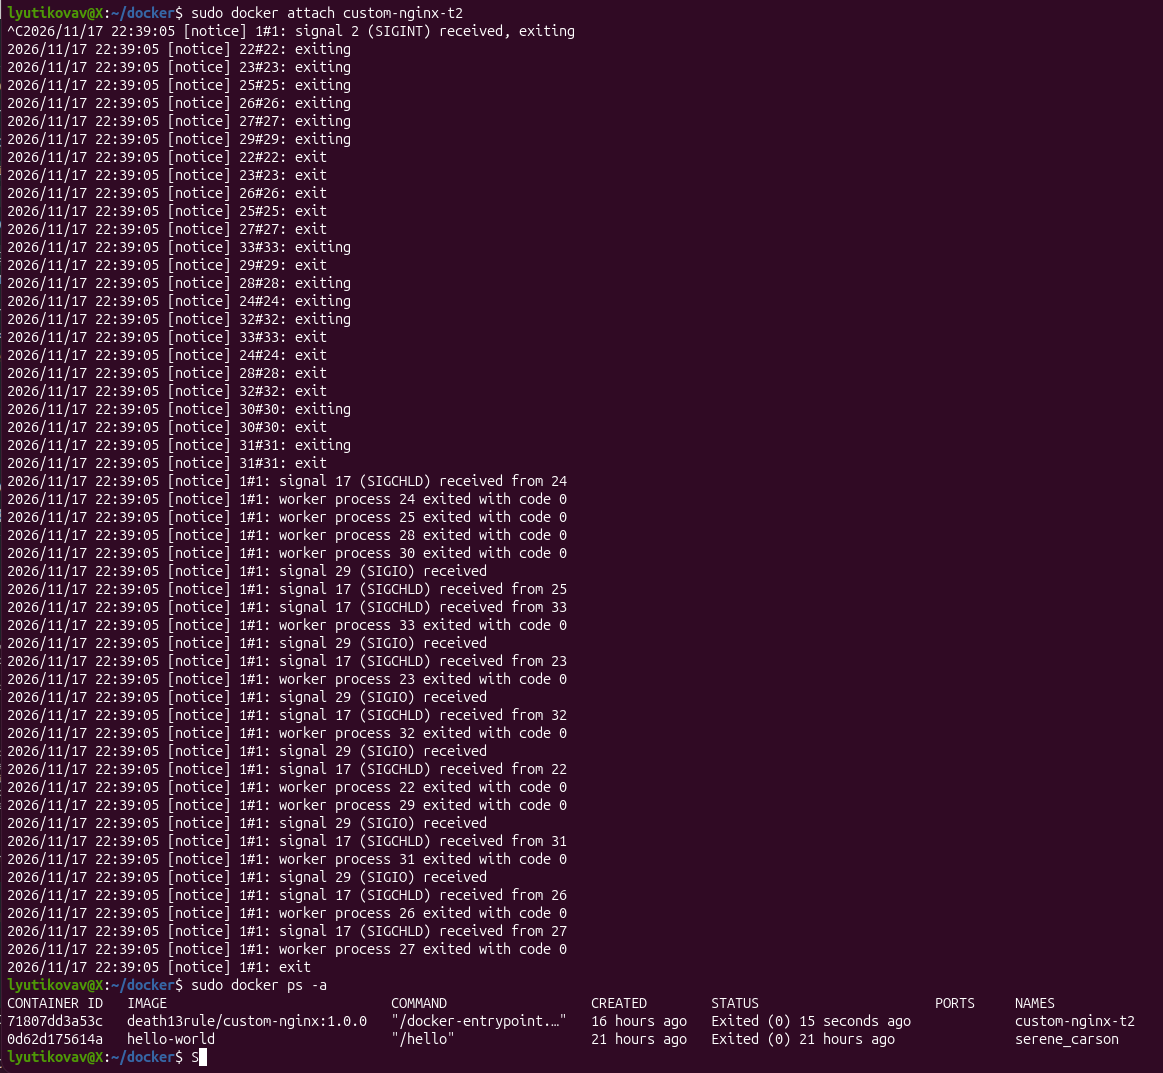 lyutikovav@X:~/docker$ sudo docker attach custom-nginx-t2
^C2026/11/17 22:39:05 [notice] 1#1: signal 2 (SIGINT) received, exiting
2026/11/17 22:39:05 [notice] 22#22: exiting
2026/11/17 22:39:05 [notice] 23#23: exiting
2026/11/17 22:39:05 [notice] 25#25: exiting
2026/11/17 22:39:05 [notice] 26#26: exiting
2026/11/17 22:39:05 [notice] 27#27: exiting
2026/11/17 22:39:05 [notice] 29#29: exiting
2026/11/17 22:39:05 [notice] 22#22: exit
2026/11/17 22:39:05 [notice] 23#23: exit
2026/11/17 22:39:05 [notice] 26#26: exit
2026/11/17 22:39:05 [notice] 25#25: exit
2026/11/17 22:39:05 [notice] 27#27: exit
2026/11/17 22:39:05 [notice] 33#33: exiting
2026/11/17 22:39:05 [notice] 29#29: exit
2026/11/17 22:39:05 [notice] 28#28: exiting
2026/11/17 22:39:05 [notice] 24#24: exiting
2026/11/17 22:39:05 [notice] 32#32: exiting
2026/11/17 22:39:05 [notice] 33#33: exit
2026/11/17 22:39:05 [notice] 24#24: exit
2026/11/17 22:39:05 [notice] 28#28: exit
2026/11/17 22:39:05 [notice] 32#32: exit
2026/11/17 22:39:05 [notice] 30#30: exiting
2026/11/17 22:39:05 [notice] 30#30: exit
2026/11/17 22:39:05 [notice] 31#31: exiting
2026/11/17 22:39:05 [notice] 31#31: exit
2026/11/17 22:39:05 [notice] 1#1: signal 17 (SIGCHLD) received from 24
2026/11/17 22:39:05 [notice] 1#1: worker process 24 exited with code 0
2026/11/17 22:39:05 [notice] 1#1: worker process 25 exited with code 0
2026/11/17 22:39:05 [notice] 1#1: worker process 28 exited with code 0
2026/11/17 22:39:05 [notice] 1#1: worker process 30 exited with code 0
2026/11/17 22:39:05 [notice] 1#1: signal 29 (SIGIO) received
2026/11/17 22:39:05 [notice] 1#1: signal 17 (SIGCHLD) received from 25
2026/11/17 22:39:05 [notice] 1#1: signal 17 (SIGCHLD) received from 33
2026/11/17 22:39:05 [notice] 1#1: worker process 33 exited with code 0
2026/11/17 22:39:05 [notice] 1#1: signal 29 (SIGIO) received
2026/11/17 22:39:05 [notice] 1#1: signal 17 (SIGCHLD) received from 23
2026/11/17 22:39:05 [notice] 1#1: worker process 23 exited with code 0
2026/11/17 22:39:05 [notice] 1#1: signal 29 (SIGIO) received
2026/11/17 22:39:05 [notice] 1#1: signal 17 (SIGCHLD) received from 32
2026/11/17 22:39:05 [notice] 1#1: worker process 32 exited with code 0
2026/11/17 22:39:05 [notice] 1#1: signal 29 (SIGIO) received
2026/11/17 22:39:05 [notice] 1#1: signal 17 (SIGCHLD) received from 22
2026/11/17 22:39:05 [notice] 1#1: worker process 22 exited with code 0
2026/11/17 22:39:05 [notice] 1#1: worker process 29 exited with code 0
2026/11/17 22:39:05 [notice] 1#1: signal 29 (SIGIO) received
2026/11/17 22:39:05 [notice] 1#1: signal 17 (SIGCHLD) received from 31
2026/11/17 22:39:05 [notice] 1#1: worker process 31 exited with code 0
2026/11/17 22:39:05 [notice] 1#1: signal 29 (SIGIO) received
2026/11/17 22:39:05 [notice] 1#1: signal 17 (SIGCHLD) received from 26
2026/11/17 22:39:05 [notice] 1#1: worker process 26 exited with code 0
2026/11/17 22:39:05 [notice] 1#1: signal 17 (SIGCHLD) received from 27
2026/11/17 22:39:05 [notice] 1#1: worker process 27 exited with code 0
2026/11/17 22:39:05 [notice] 1#1: exit
lyutikovav@X:~/docker$ sudo docker ps -a
CONTAINER ID   IMAGE                            COMMAND                  CREATED        STATUS                      PORTS     NAMES
71807dd3a53c   death13rule/custom-nginx:1.0.0   "/docker-entrypoint.…"   16 hours ago   Exited (0) 15 seconds ago             custom-nginx-t2
0d62d175614a   hello-world                      "/hello"                 21 hours ago   Exited (0) 21 hours ago               serene_carson
lyutikovav@X:~/docker$ S